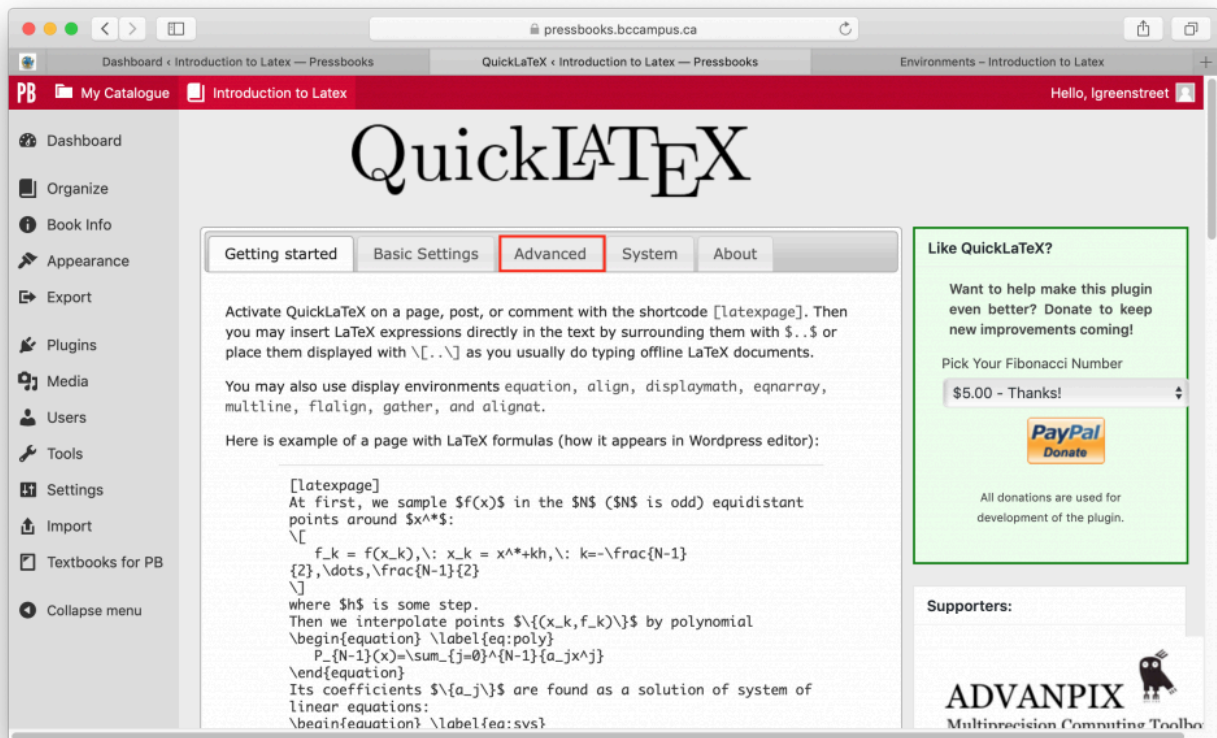 pressbooks.bccampus.ca
Dashboard < Introduction to Latex — Pressbooks
QuickLaTeX < Introduction to Latex — Pressbooks
Environments – Introduction to Latex
PB My Catalogue Introduction to Latex
Hello, lgreenstreet
Dashboard
Organize
Book Info
Appearance
Export
Plugins
Media
Users
Tools
Settings
Import
Textbooks for PB
Collapse menu
QuickLATEX
Getting started
Basic Settings
Advanced
System
About
Activate QuickLaTeX on a page, post, or comment with the shortcode [latexpage]. Then
you may insert LaTeX expressions directly in the text by surrounding them with $..$ or
place them displayed with \[..\] as you usually do typing offline LaTeX documents.
You may also use display environments equation, align, displaymath, eqnarray,
multline, flalign, gather, and alignat.
Here is example of a page with LaTeX formulas (how it appears in Wordpress editor):
[latexpage]
At first, we sample $f(x)$ in the $N$ ($N$ is odd) equidistant
points around $x^*$:
\[
f_k = f(x_k),\: x_k = x^*+kh,\: k=-\frac{N-1}
{2},\dots,\frac{N-1}{2}
\]
where $h$ is some step.
Then we interpolate points $\{(x_k,f_k)\}$ by polynomial
\begin{equation} \label{eq:poly}
P_{N-1}(x)=\sum_{j=0}^{N-1}{a_jx^j}
\end{equation}
Its coefficients $\{a_j\}$ are found as a solution of system of
linear equations:
\begin{equation} \label{eq:sys}
Like QuickLaTeX?
Want to help make this plugin
even better? Donate to keep
new improvements coming!
Pick Your Fibonacci Number
$5.00 - Thanks!
PayPal
Donate
All donations are used for
development of the plugin.
Supporters:
ADVANPIX
Multiprecision Computing Toolbo